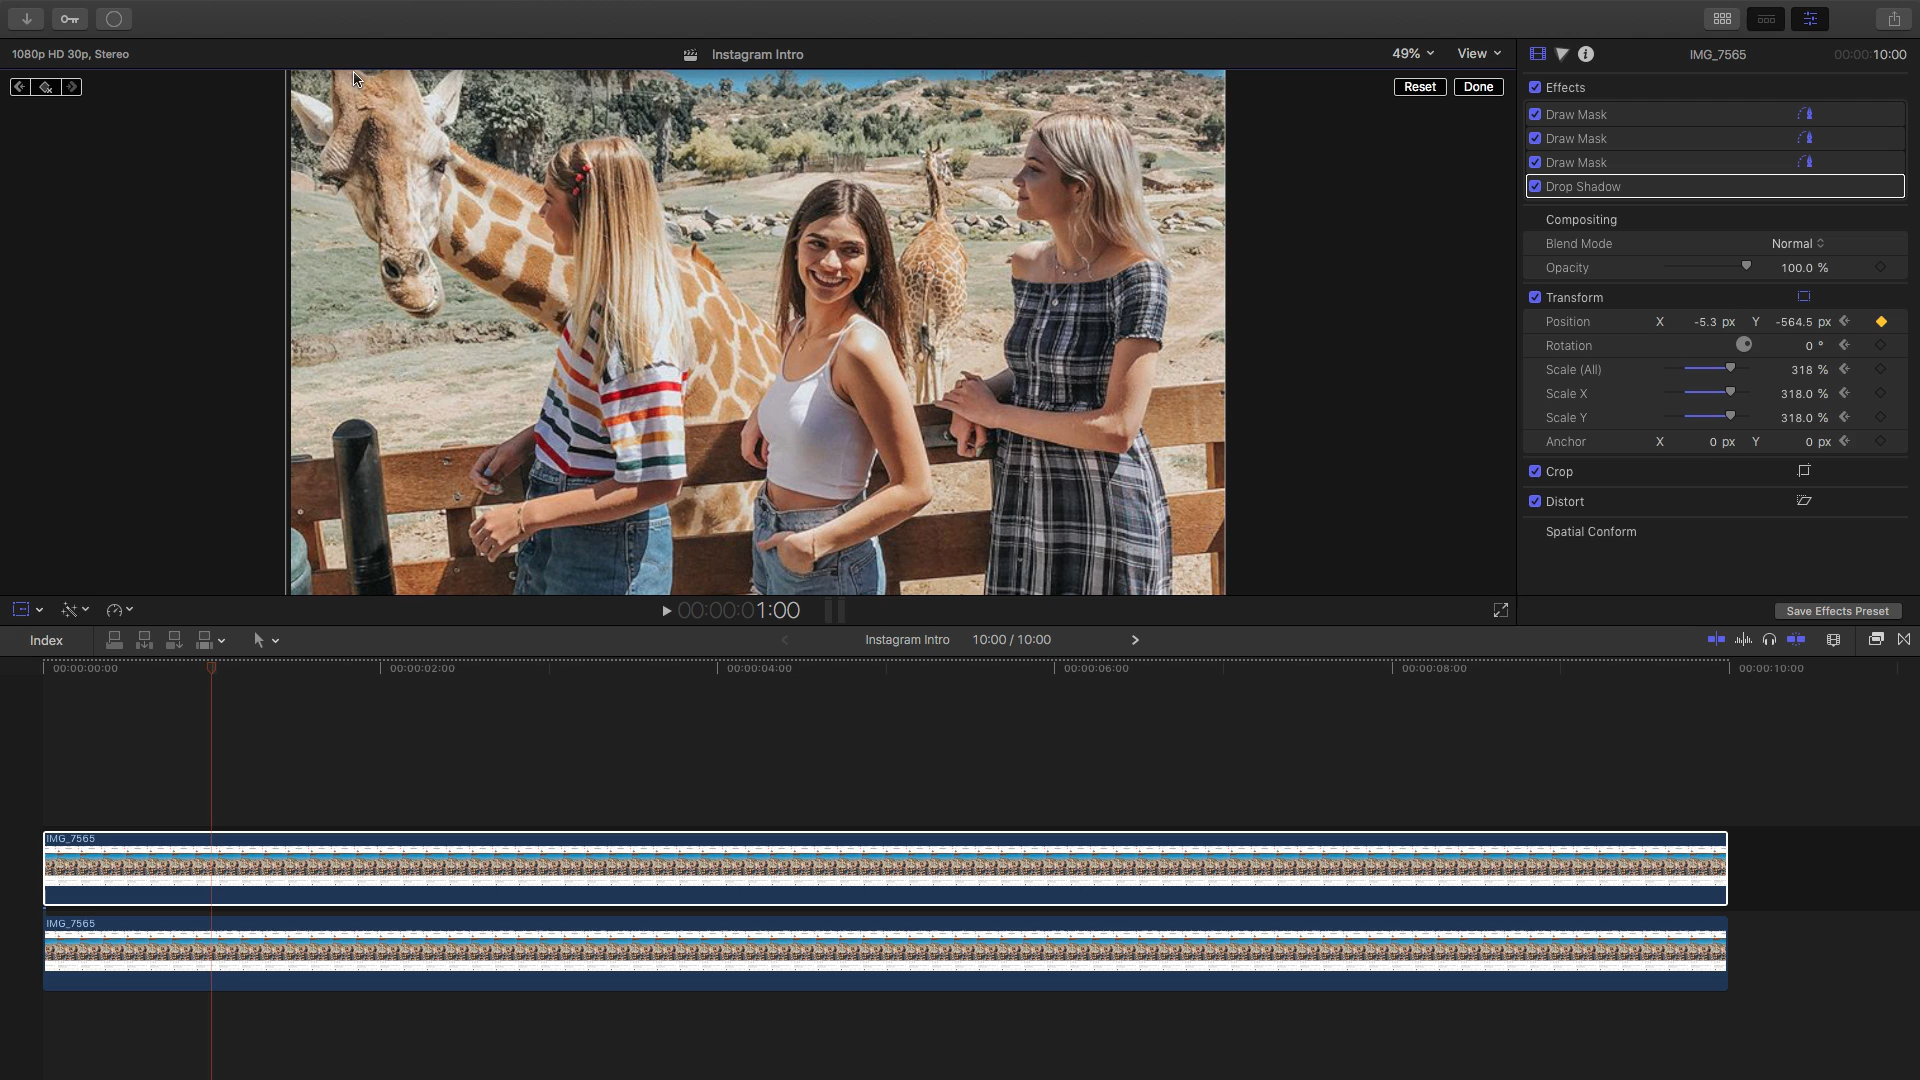 1080p HD 30p, Stereo
Instagram Intro
49%
View
IMG_7565
00:00:10:00
Reset
Done
Effects
Draw Mask
Draw Mask
Draw Mask
Drop Shadow
Compositing
Blend Mode
Normal
Opacity
100.0 %
Transform
Position
X
-5.3 px
Y
-564.5 px
Rotation
0 °
Scale (All)
318 %
Scale X
318.0 %
Scale Y
318.0 %
Anchor
X
0 px
Y
0 px
Crop
Distort
Spatial Conform
00:00:01:00
Save Effects Preset
Index
Instagram Intro
10:00 / 10:00
00:00:00:00
00:00:02:00
00:00:04:00
00:00:06:00
00:00:08:00
00:00:10:00
IMG_7565
IMG_7565